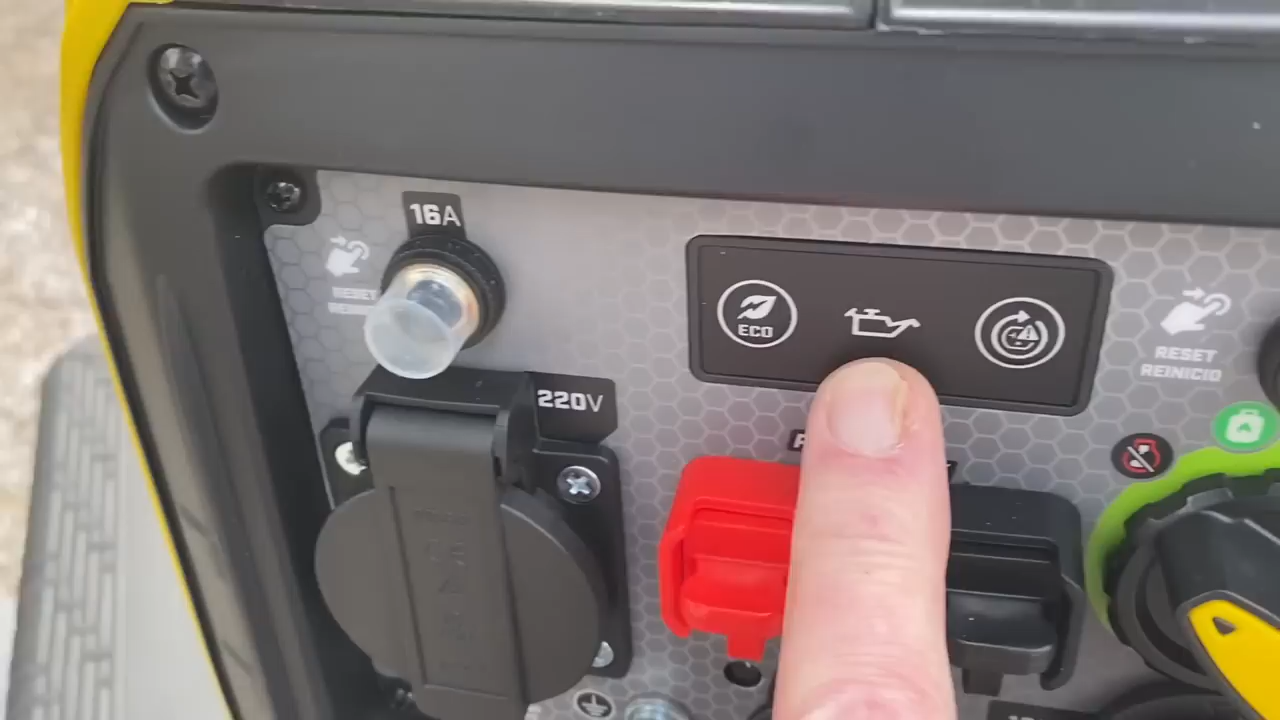 16A
RESET
ECO
RESET
REINICIO
220V